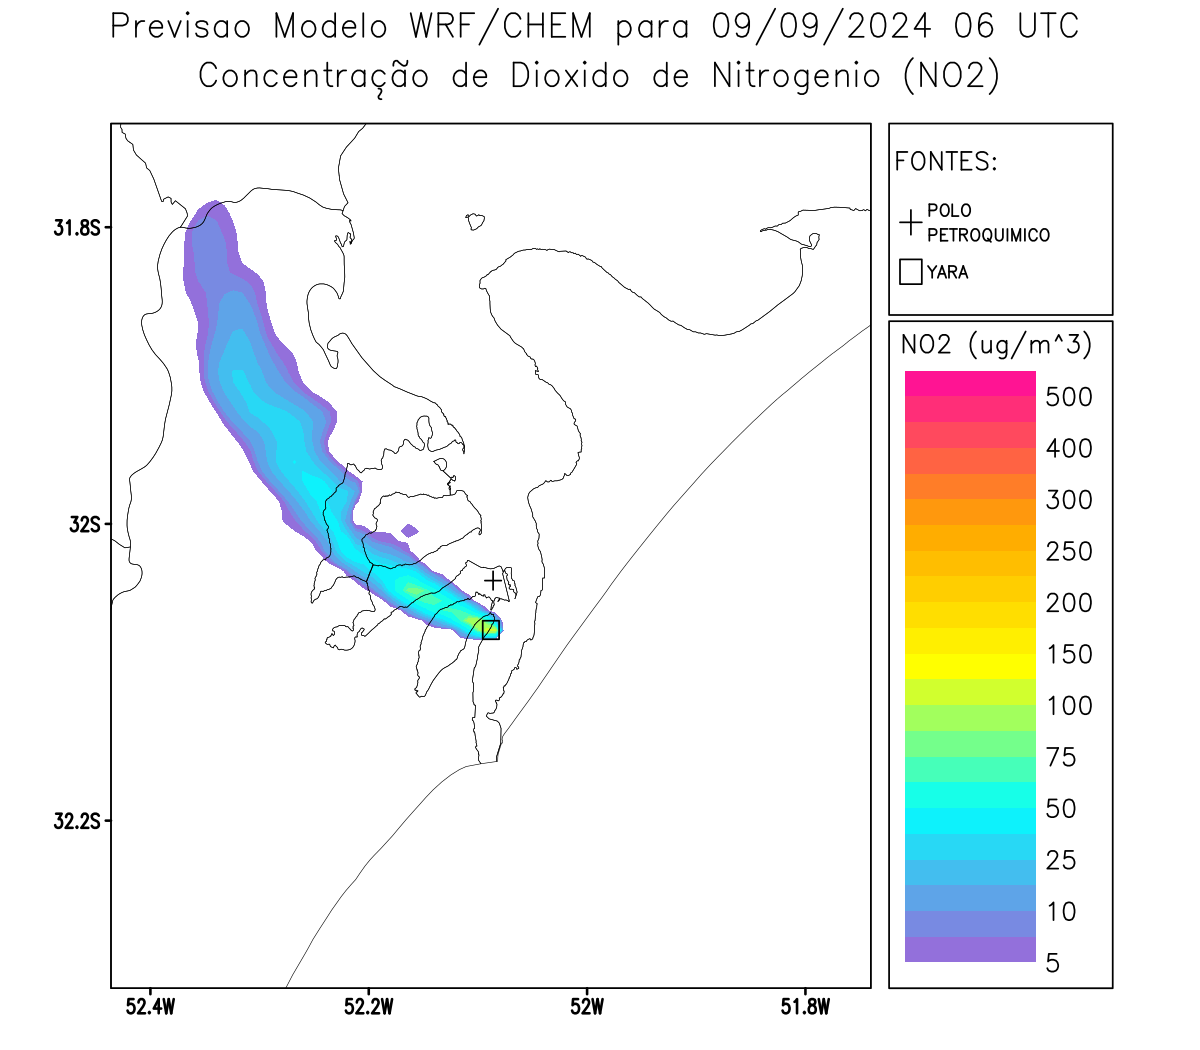 Previsao Modelo WRF/CHEM para 09/09/2024 06 UTC
Concentração de Dioxido de Nitrogenio (NO2)
FONTES:
POLO
PETROQUIMICO
YARA
NO2 (ug/m^3)
500
400
300
250
200
150
100
75
50
25
10
5
31.8S
32S
32.2S
52.4W
52.2W
52W
51.8W